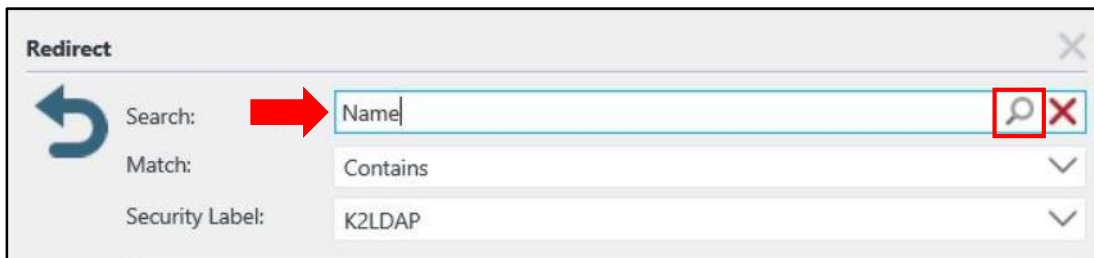 Redirect
Search: Name
Match: Contains
Security Label: K2LDAP